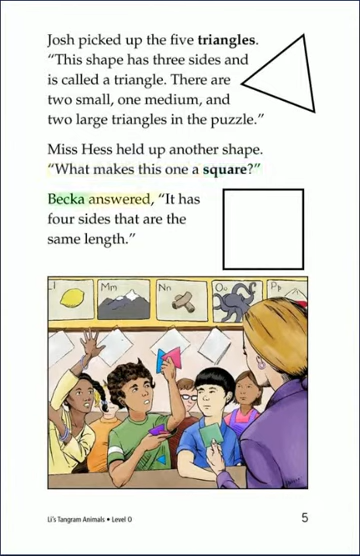 Josh picked up the five triangles.
“This shape has three sides and
is called a triangle. There are
two small, one medium, and
two large triangles in the puzzle.”
Miss Hess held up another shape.
“What makes this one a square?”
Becka answered, “It has
four sides that are the
same length.”
Mm
Nn
Oo
Pp
Li’s Tangram Animals • Level O
5